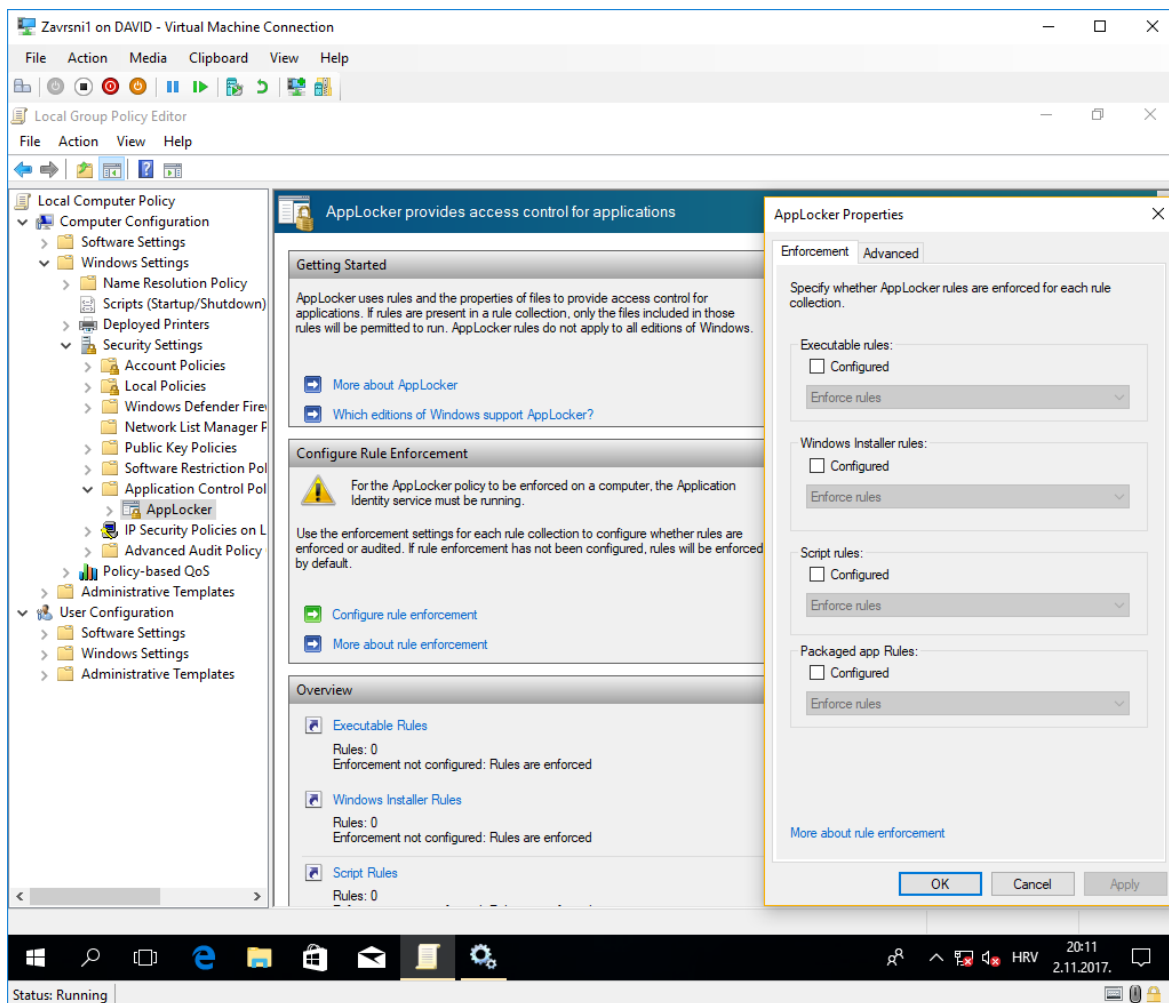 Zavrsni1 on DAVID - Virtual Machine Connection
File Action Media Clipboard View Help
Local Group Policy Editor
File Action View Help
Local Computer Policy
Computer Configuration
Software Settings
Windows Settings
Name Resolution Policy
Scripts (Startup/Shutdown)
Deployed Printers
Security Settings
Account Policies
Local Policies
Windows Defender Fire
Network List Manager P
Public Key Policies
Software Restriction Pol
Application Control Pol
AppLocker
IP Security Policies on L
Advanced Audit Policy
Policy-based QoS
Administrative Templates
User Configuration
Software Settings
Windows Settings
Administrative Templates
AppLocker provides access control for applications
Getting Started
AppLocker uses rules and the properties of files to provide access control for
applications. If rules are present in a rule collection, only the files included in those
rules will be permitted to run. AppLocker rules do not apply to all editions of Windows.
More about AppLocker
Which editions of Windows support AppLocker?
Configure Rule Enforcement
For the AppLocker policy to be enforced on a computer, the Application
Identity service must be running.
Use the enforcement settings for each rule collection to configure whether rules are
enforced or audited. If rule enforcement has not been configured, rules will be enforced
by default.
Configure rule enforcement
More about rule enforcement
Overview
Executable Rules
Rules: 0
Enforcement not configured: Rules are enforced
Windows Installer Rules
Rules: 0
Enforcement not configured: Rules are enforced
Script Rules
Rules: 0
AppLocker Properties
Enforcement Advanced
Specify whether AppLocker rules are enforced for each rule
collection.
Executable rules:
Configured
Enforce rules
Windows Installer rules:
Configured
Enforce rules
Script rules:
Configured
Enforce rules
Packaged app Rules:
Configured
Enforce rules
More about rule enforcement
OK Cancel Apply
HRV
20:11
2.11.2017.
Status: Running